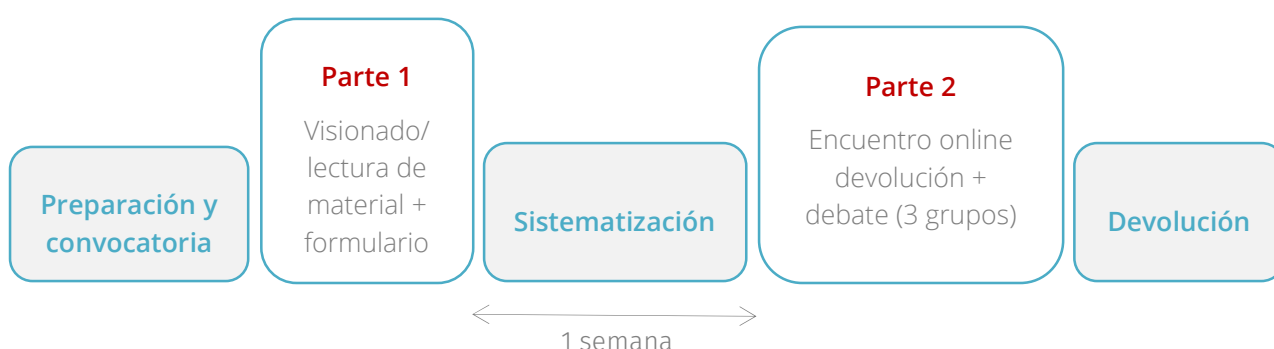 Preparación y
convocatoria
Parte 1
Visionado/
lectura de
material +
formulario
Sistematización
Parte 2
Encuentro online
devolución +
debate (3 grupos)
Devolución
1 semana